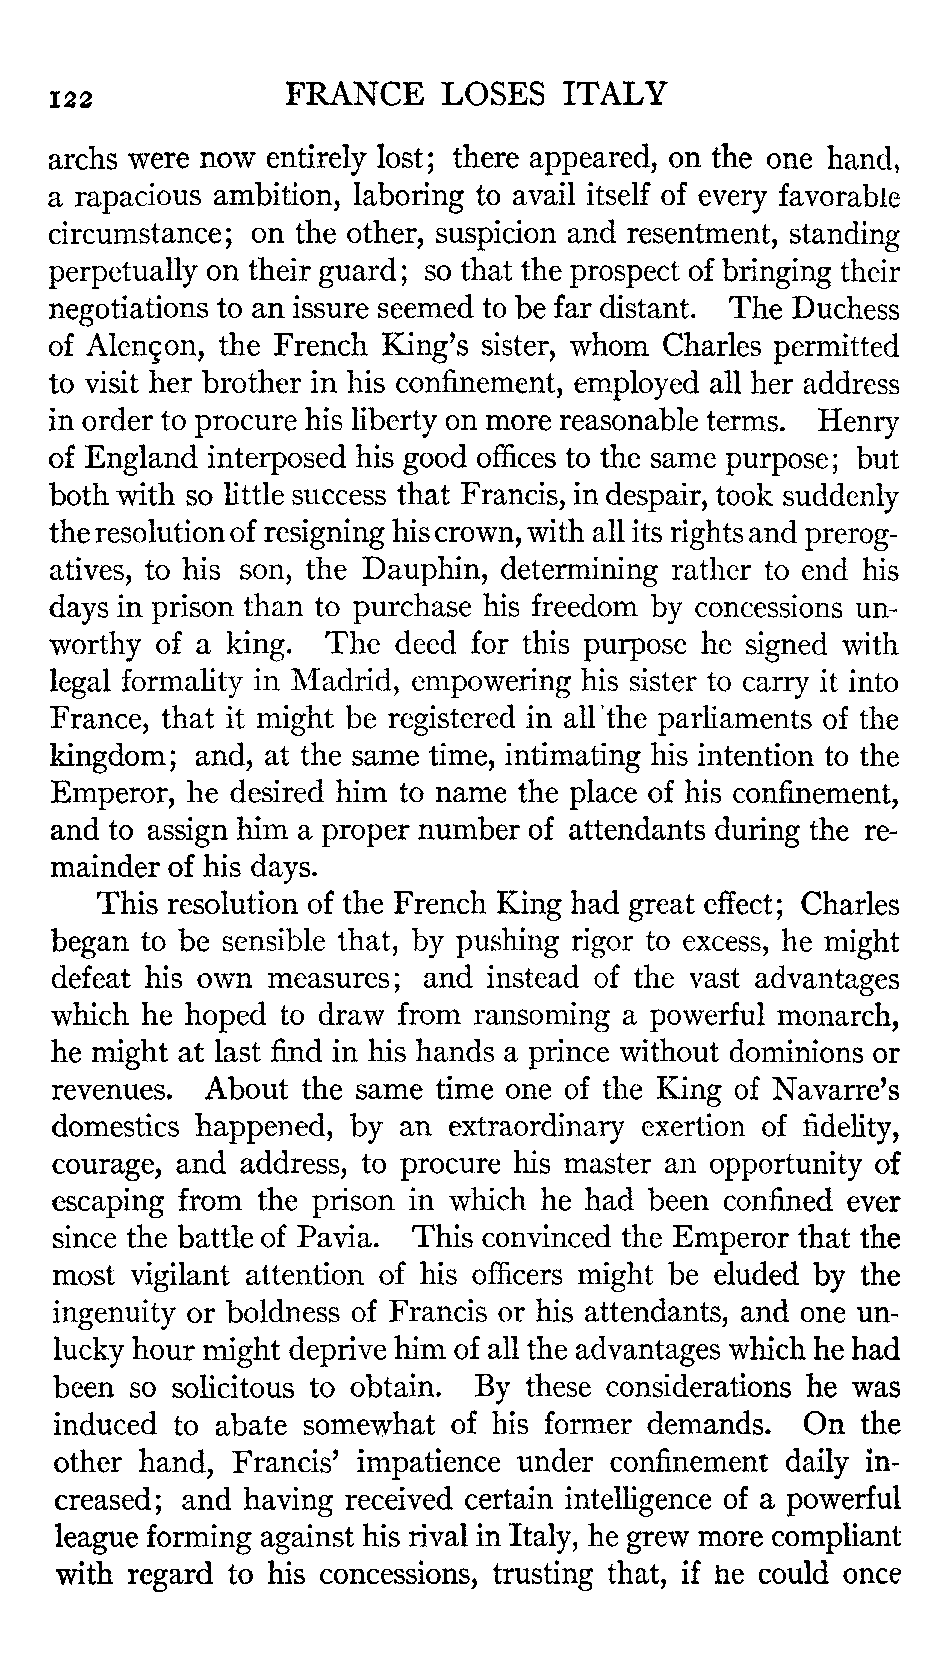 122 FRANCE LOSES ITALY
archs were now entirely lost; there appeared, on the one hand,
a rapacious ambition, laboring to avail itself of every favorable
circumstance; on the other, suspicion and resentment, standing
perpetually on their guard; so that the prospect of bringing their
negotiations to an issure seemed to be far distant. The Duchess
of Alençon, the French King's sister, whom Charles permitted
to visit her brother in his confinement, employed all her address
in order to procure his liberty on more reasonable terms. Henry
of England interposed his good offices to the same purpose; but
both with so little success that Francis, in despair, took suddenly
the resolution of resigning his crown, with all its rights and prerog-
atives, to his son, the Dauphin, determining rather to end his
days in prison than to purchase his freedom by concessions un-
worthy of a king. The deed for this purpose he signed with
legal formality in Madrid, empowering his sister to carry it into
France, that it might be registered in all the parliaments of the
kingdom; and, at the same time, intimating his intention to the
Emperor, he desired him to name the place of his confinement,
and to assign him a proper number of attendants during the re-
mainder of his days.
This resolution of the French King had great effect; Charles
began to be sensible that, by pushing rigor to excess, he might
defeat his own measures; and instead of the vast advantages
which he hoped to draw from ransoming a powerful monarch,
he might at last find in his hands a prince without dominions or
revenues. About the same time one of the King of Navarre's
domestics happened, by an extraordinary exertion of fidelity,
courage, and address, to procure his master an opportunity of
escaping from the prison in which he had been confined ever
since the battle of Pavia. This convinced the Emperor that the
most vigilant attention of his officers might be eluded by the
ingenuity or boldness of Francis or his attendants, and one un-
lucky hour might deprive him of all the advantages which he had
been so solicitous to obtain. By these considerations he was
induced to abate somewhat of his former demands. On the
other hand, Francis' impatience under confinement daily in-
creased; and having received certain intelligence of a powerful
league forming against his rival in Italy, he grew more compliant
with regard to his concessions, trusting that, if he could once